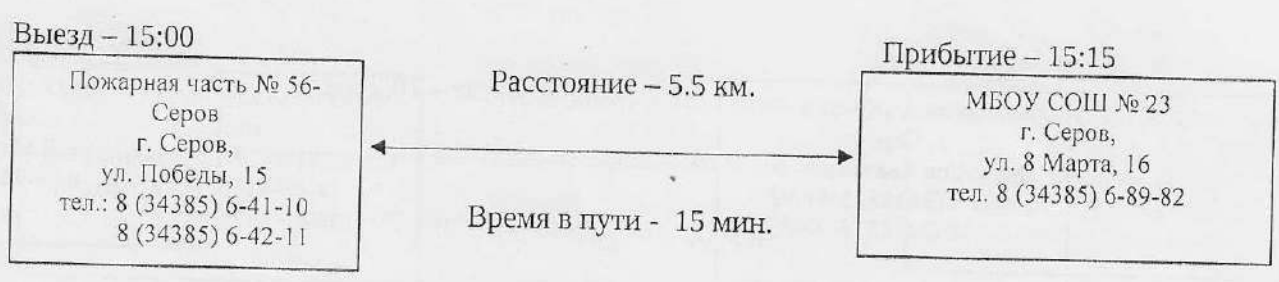 Выезд – 15:00
Пожарная часть № 56-
Серов
г. Серов,
ул. Победы, 15
тел.: 8 (34385) 6-41-10
8 (34385) 6-42-11
Расстояние – 5.5 км.
Время в пути - 15 мин.
Прибытие – 15:15
МБОУ СОШ № 23
г. Серов,
ул. 8 Марта, 16
тел. 8 (34385) 6-89-82